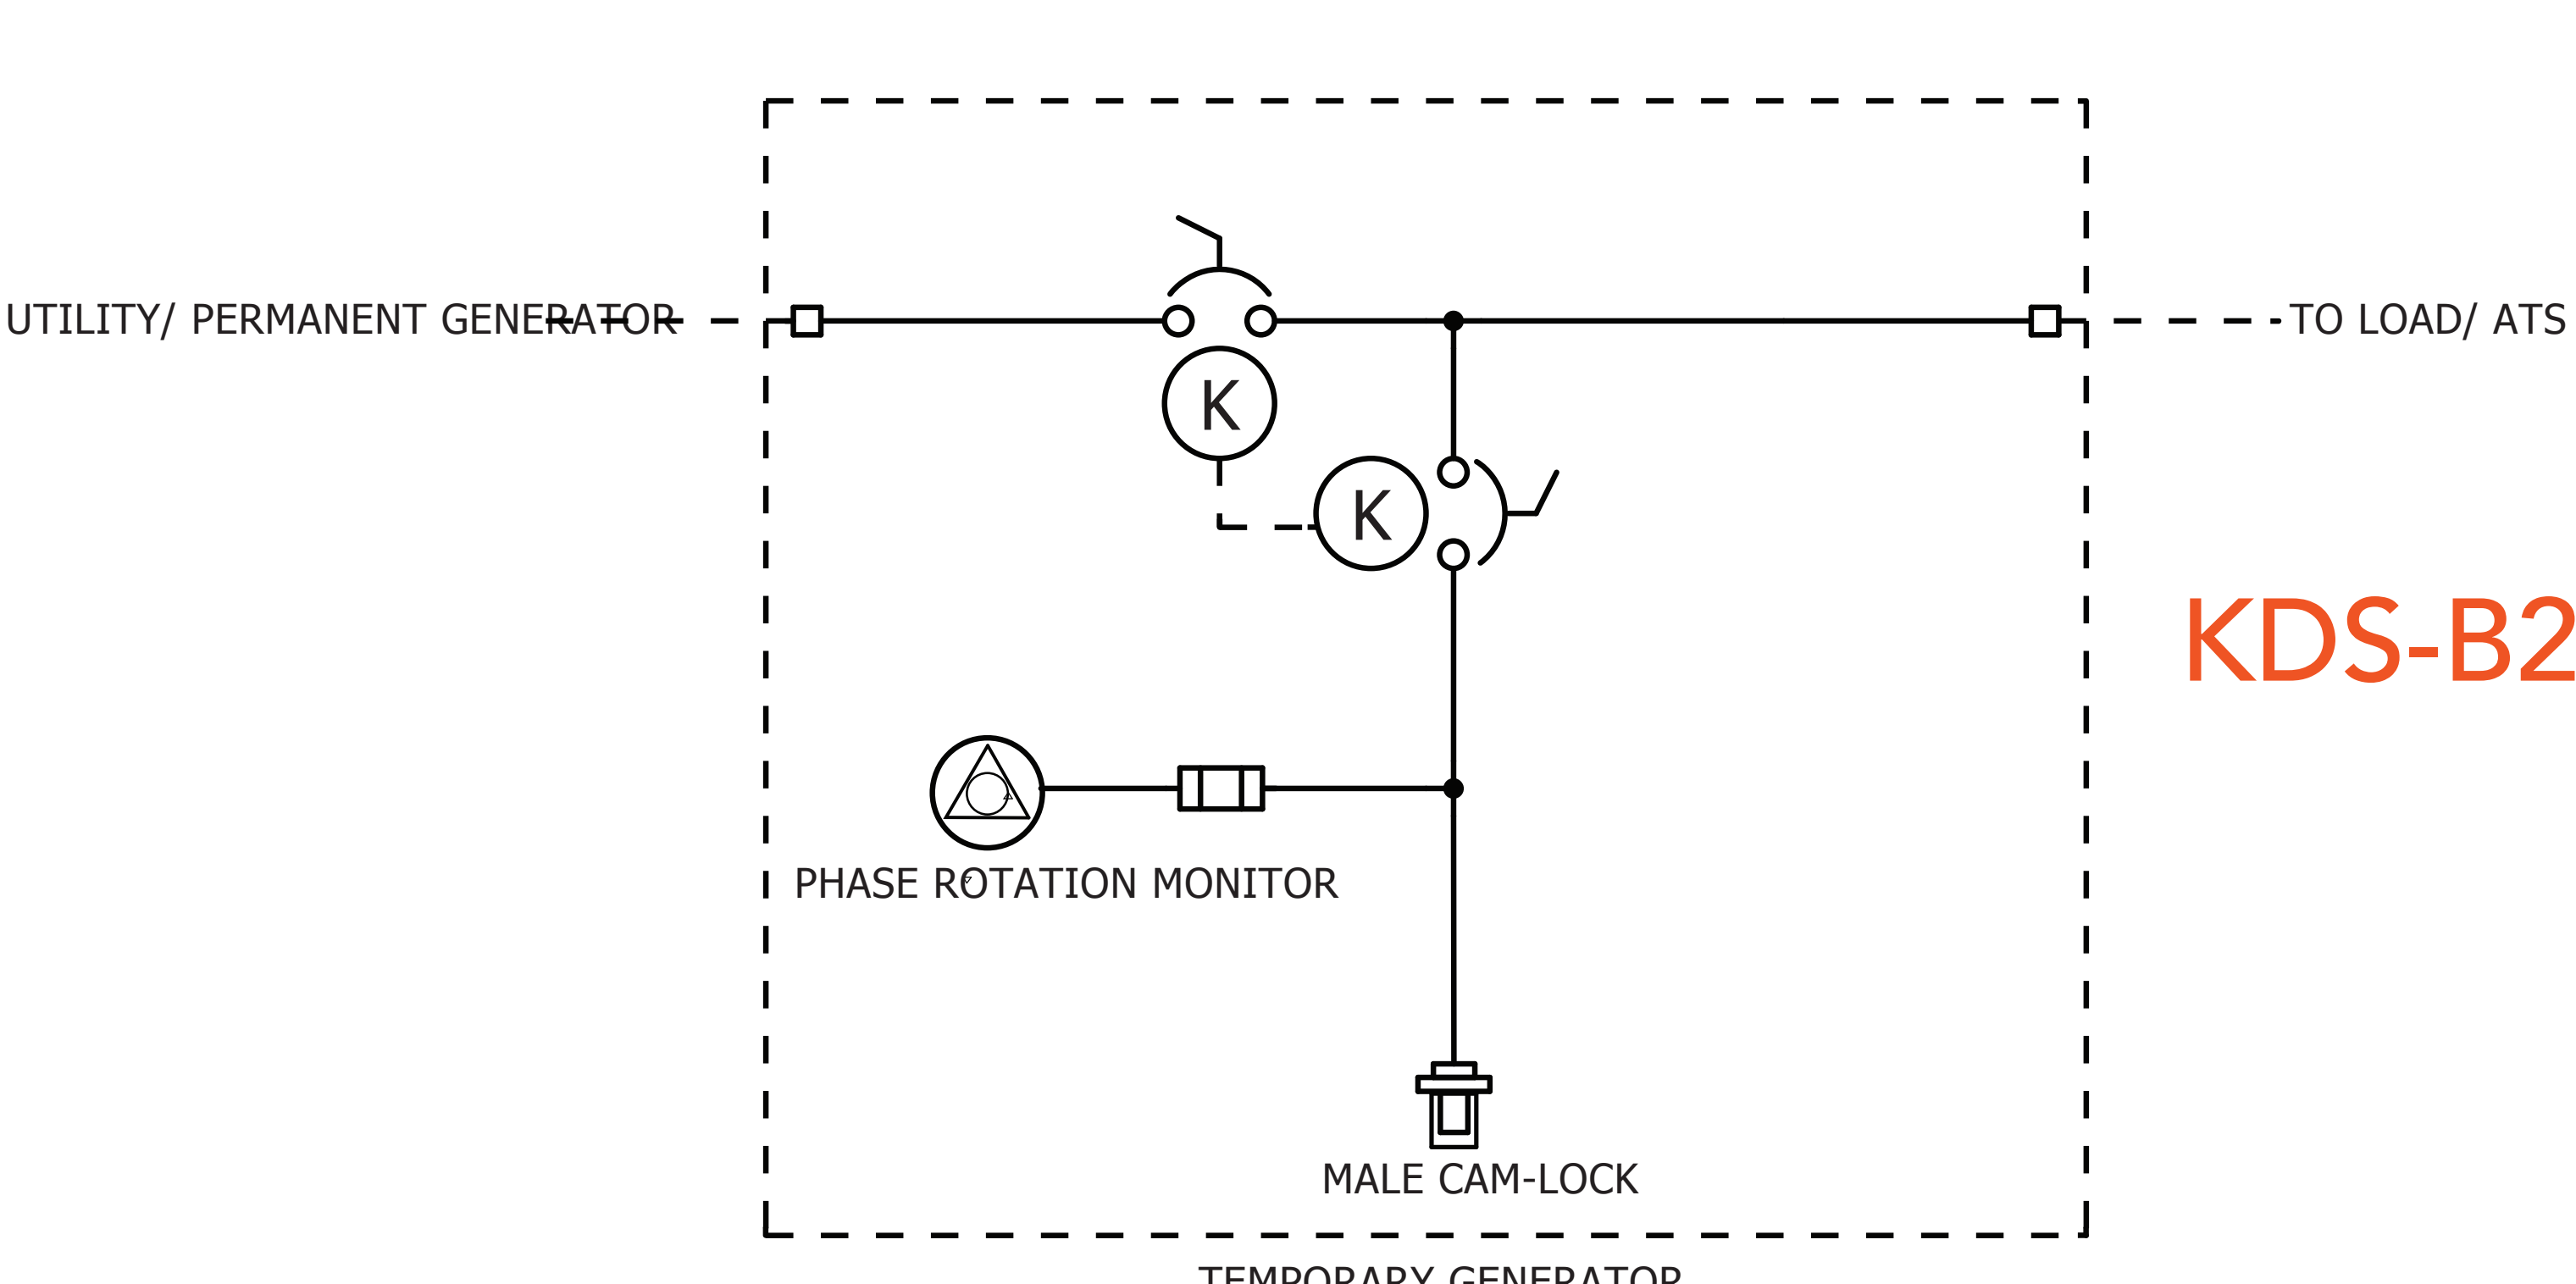 UTILITY/ PERMANENT GENERATOR
TO LOAD/ ATS
K
K
KDS-B2
PHASE ROTATION MONITOR
MALE CAM-LOCK
TEMPORARY GENERATOR